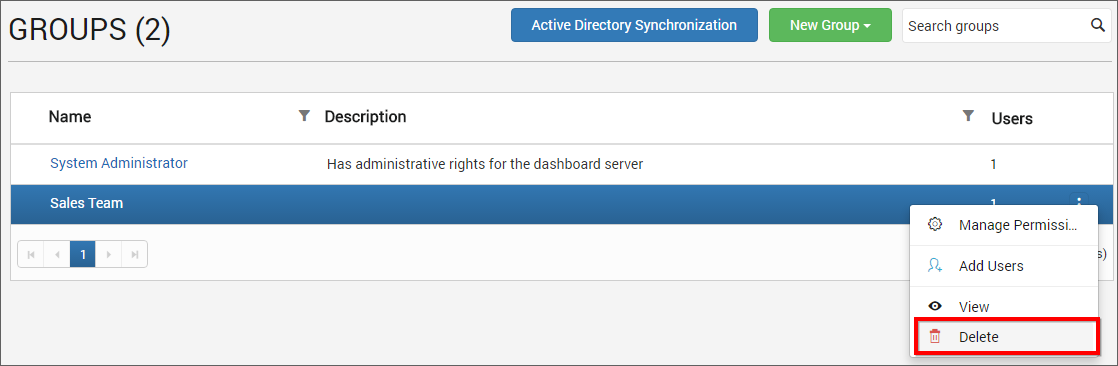 GROUPS (2)
Active Directory Synchronization
New Group
Search groups
Name
Description
Users
System Administrator
Has administrative rights for the dashboard server
1
Sales Team
1
Manage Permissi...
1
s)
Add Users
View
Delete